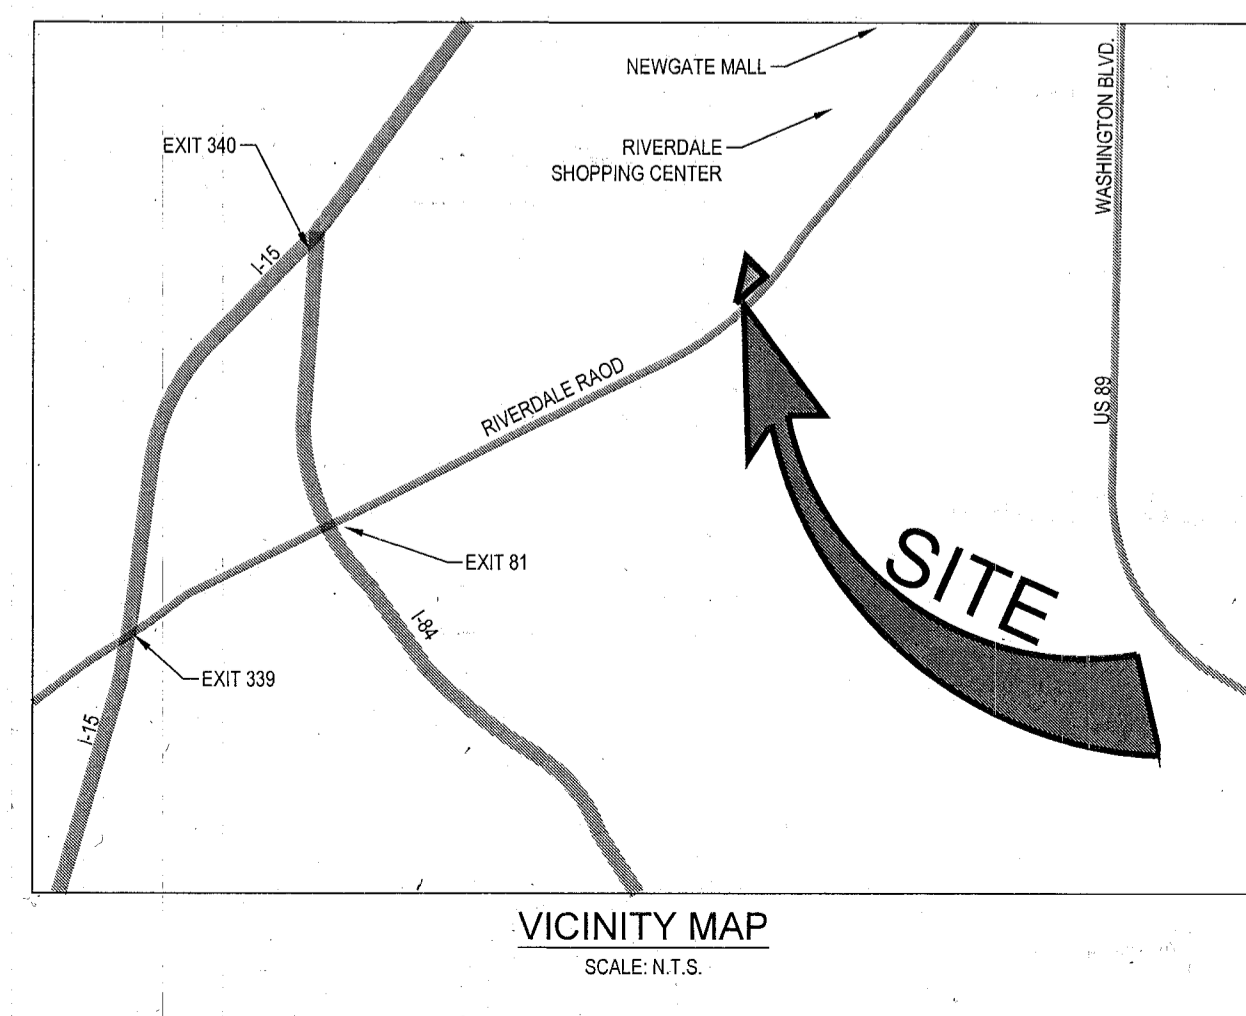 NEWGATE MALL
WASHINGTON BLVD.
EXIT 340
RIVERDALE
SHOPPING CENTER
I-15
RIVERDALE RAOD
US 89
SITE
EXIT 81
I-84
EXIT 339
I-15
VICINITY MAP
SCALE: N.T.S.